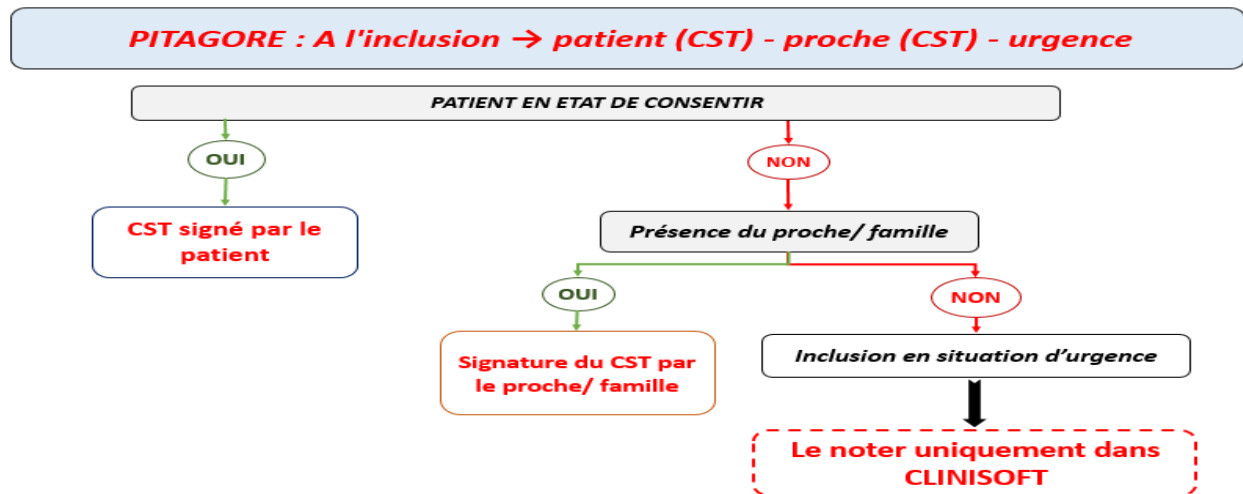 PITAGORE : A l'inclusion → patient (CST) - proche (CST) - urgence
PATIENT EN ETAT DE CONSENTIR
OUI
NON
CST signé par le
patient
Présence du proche/ famille
OUI
NON
Signature du CST par
le proche/ famille
Inclusion en situation d’urgence
Le noter uniquement dans
CLINISOFT